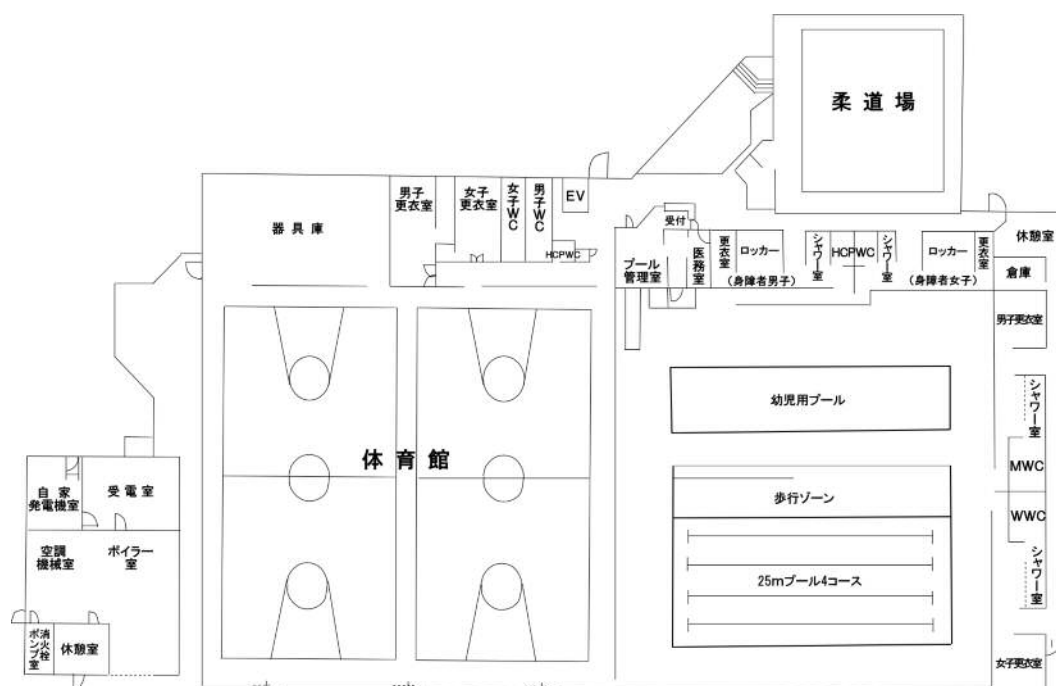 柔道場
器具庫
男子
更衣室
女子
更衣室
女子WC
男子WC
EV
HCPWC
受付
プール
管理室
医務室
更衣室
ロッカー
(身障者男子)
シャワー室
HCPWC
シャワー室
ロッカー
更衣室
(身障者女子)
休憩室
倉庫
男子更衣室
シャワー室
MWC
WWC
シャワー室
女子更衣室
幼児用プール
歩行ゾーン
25mプール4コース
体育館
自家
発電機室
受電室
空調
機械室
ボイラー
室
消火栓
ポンプ室
休憩室